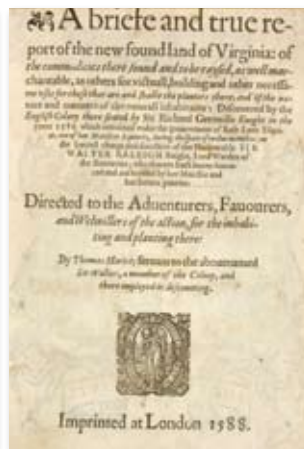 A briefe and true re-
port of the new found land of Virginia: of
the commodities there found and to be raysed, as well mar-
chantable, as others for victuall, building and other necessa-
rie vses for those that are and shalbe the planters there; and of the na-
ture and manners of the naturall inhabitants: Discouered by the
English Colony there seated by Sir Richard Greinuile Knight in the
yeere 1585. which remained vnder the gouernment of Rafe Lane Esqui-
er, one of her Maiesties Equieres, during the space of twelue monethes: at
the speciall charge and direction of the Honourable SIR
WALTER RALEIGH Knight, Lord Warden of
the Stanneries; who therein hath beene fauou-
red and authorised by her Maiestie and
her letters patents:
Directed to the Aduenturers, Fauourers,
and Welwillers of the action, for the inhabi-
ting and planting there:
By Thomas Hariot; seruant to the abouenamed
Sir Walter, a member of the Colony, and
there imployed in discouering.
Imprinted at London 1588.